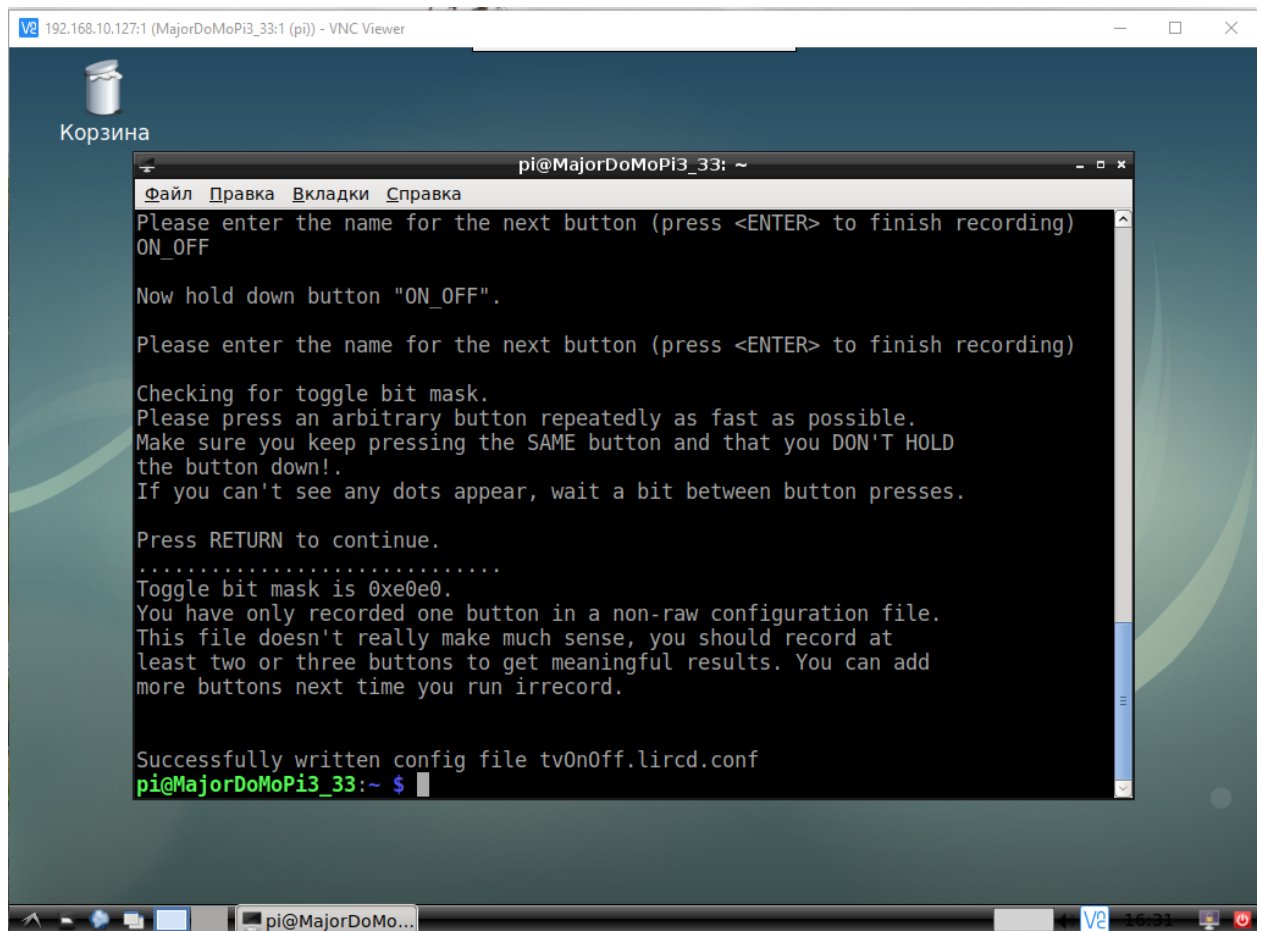 192.168.10.127:1 (MajorDoMoPi3_33:1 (pi)) - VNC Viewer
Корзина
pi@MajorDoMoPi3_33: ~
Файл Правка Вкладки Справка
Please enter the name for the next button (press <ENTER> to finish recording)
ON_OFF
Now hold down button "ON_OFF".
Please enter the name for the next button (press <ENTER> to finish recording)
Checking for toggle bit mask.
Please press an arbitrary button repeatedly as fast as possible.
Make sure you keep pressing the SAME button and that you DON'T HOLD
the button down!.
If you can't see any dots appear, wait a bit between button presses.
Press RETURN to continue.
..............................
Toggle bit mask is 0xe0e0.
You have only recorded one button in a non-raw configuration file.
This file doesn't really make much sense, you should record at
least two or three buttons to get meaningful results. You can add
more buttons next time you run irrecord.
Successfully written config file tvOnOff.lircd.conf
pi@MajorDoMoPi3_33:~ $
pi@MajorDoMo...
16:31